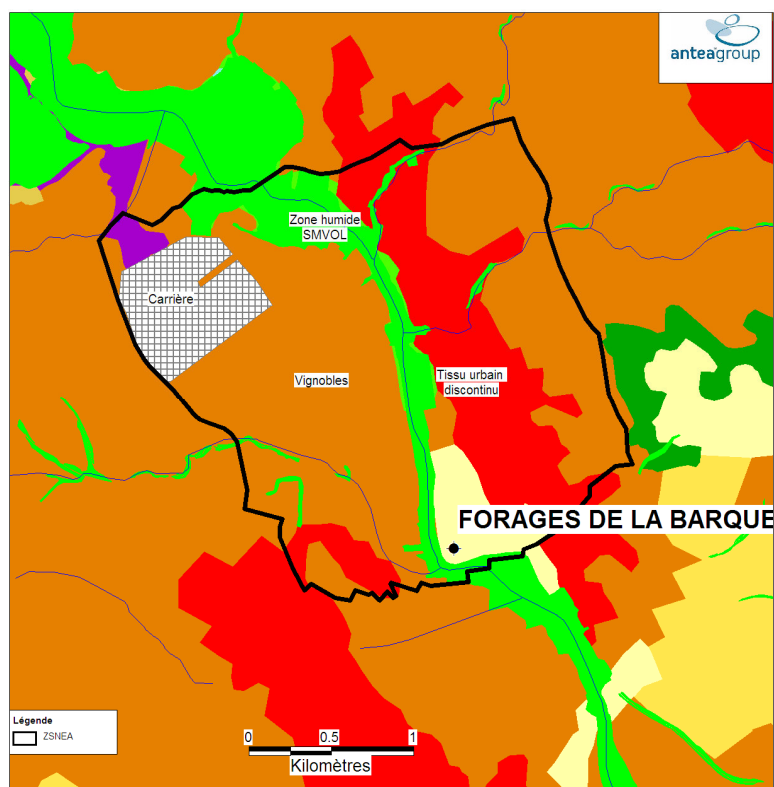 anteagroup
Zone humide
SMVOL
Carrière
Vignobles
Tissu urbain
discontinu
FORAGES DE LA BARQUE
Légende
ZSNEA
0 0.5 1
Kilomètres